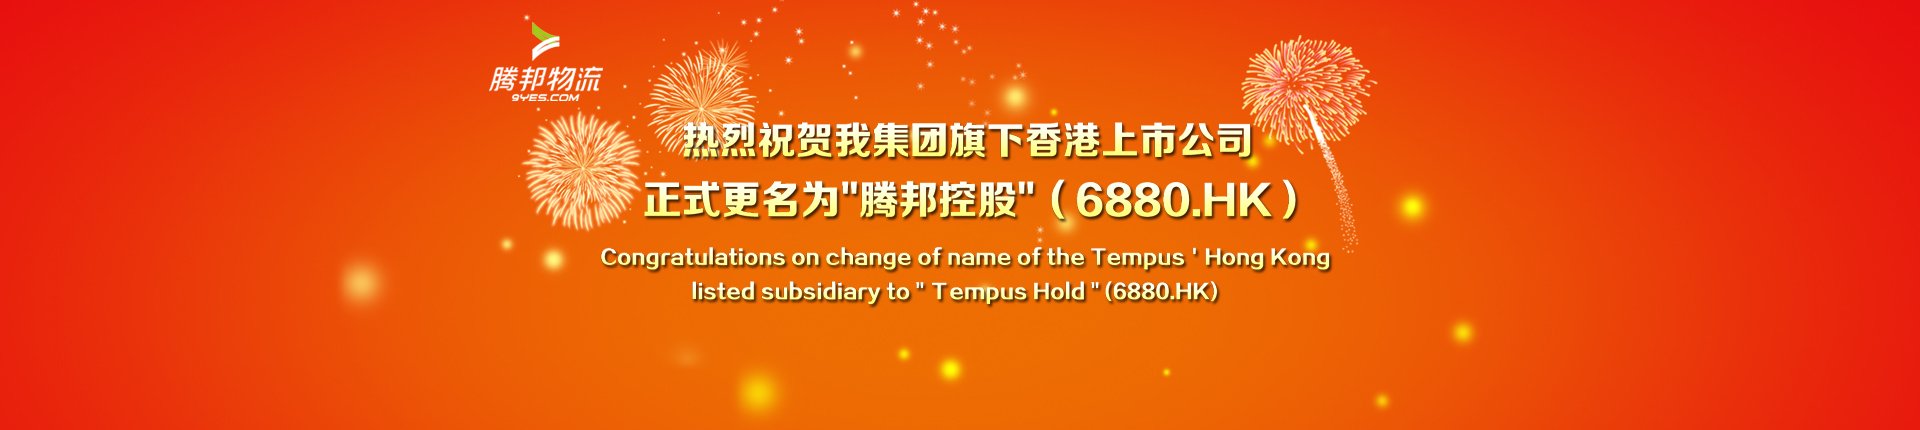 腾邦物流
9YES.COM
热烈祝贺我集团旗下香港上市公司
正式更名为"腾邦控股"（6880.HK）
Congratulations on change of name of the Tempus ' Hong Kong
listed subsidiary to " Tempus Hold " (6880.HK)